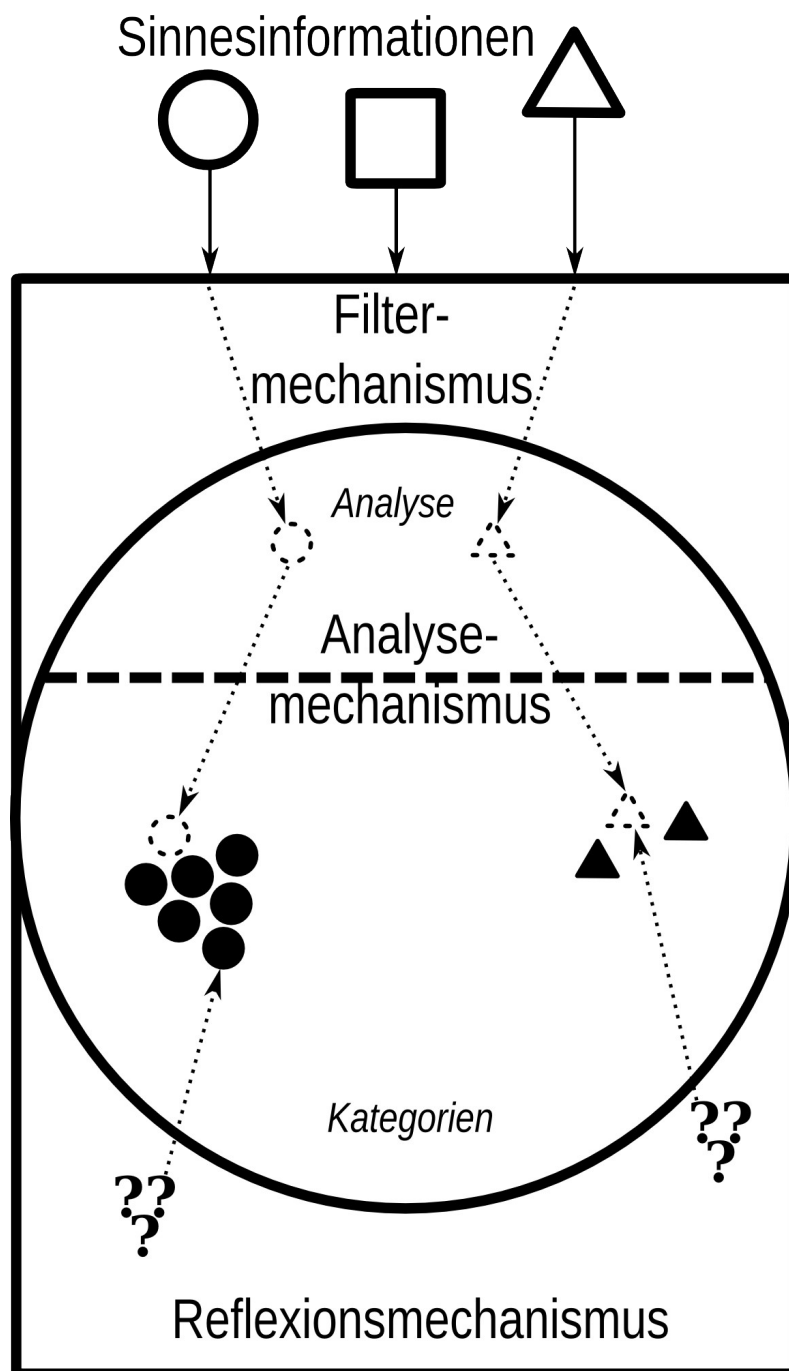 Sinnesinformationen
Filter-
mechanismus
Analyse
Analyse-
mechanismus
Kategorien
??
?
??
?
Reflexionsmechanismus